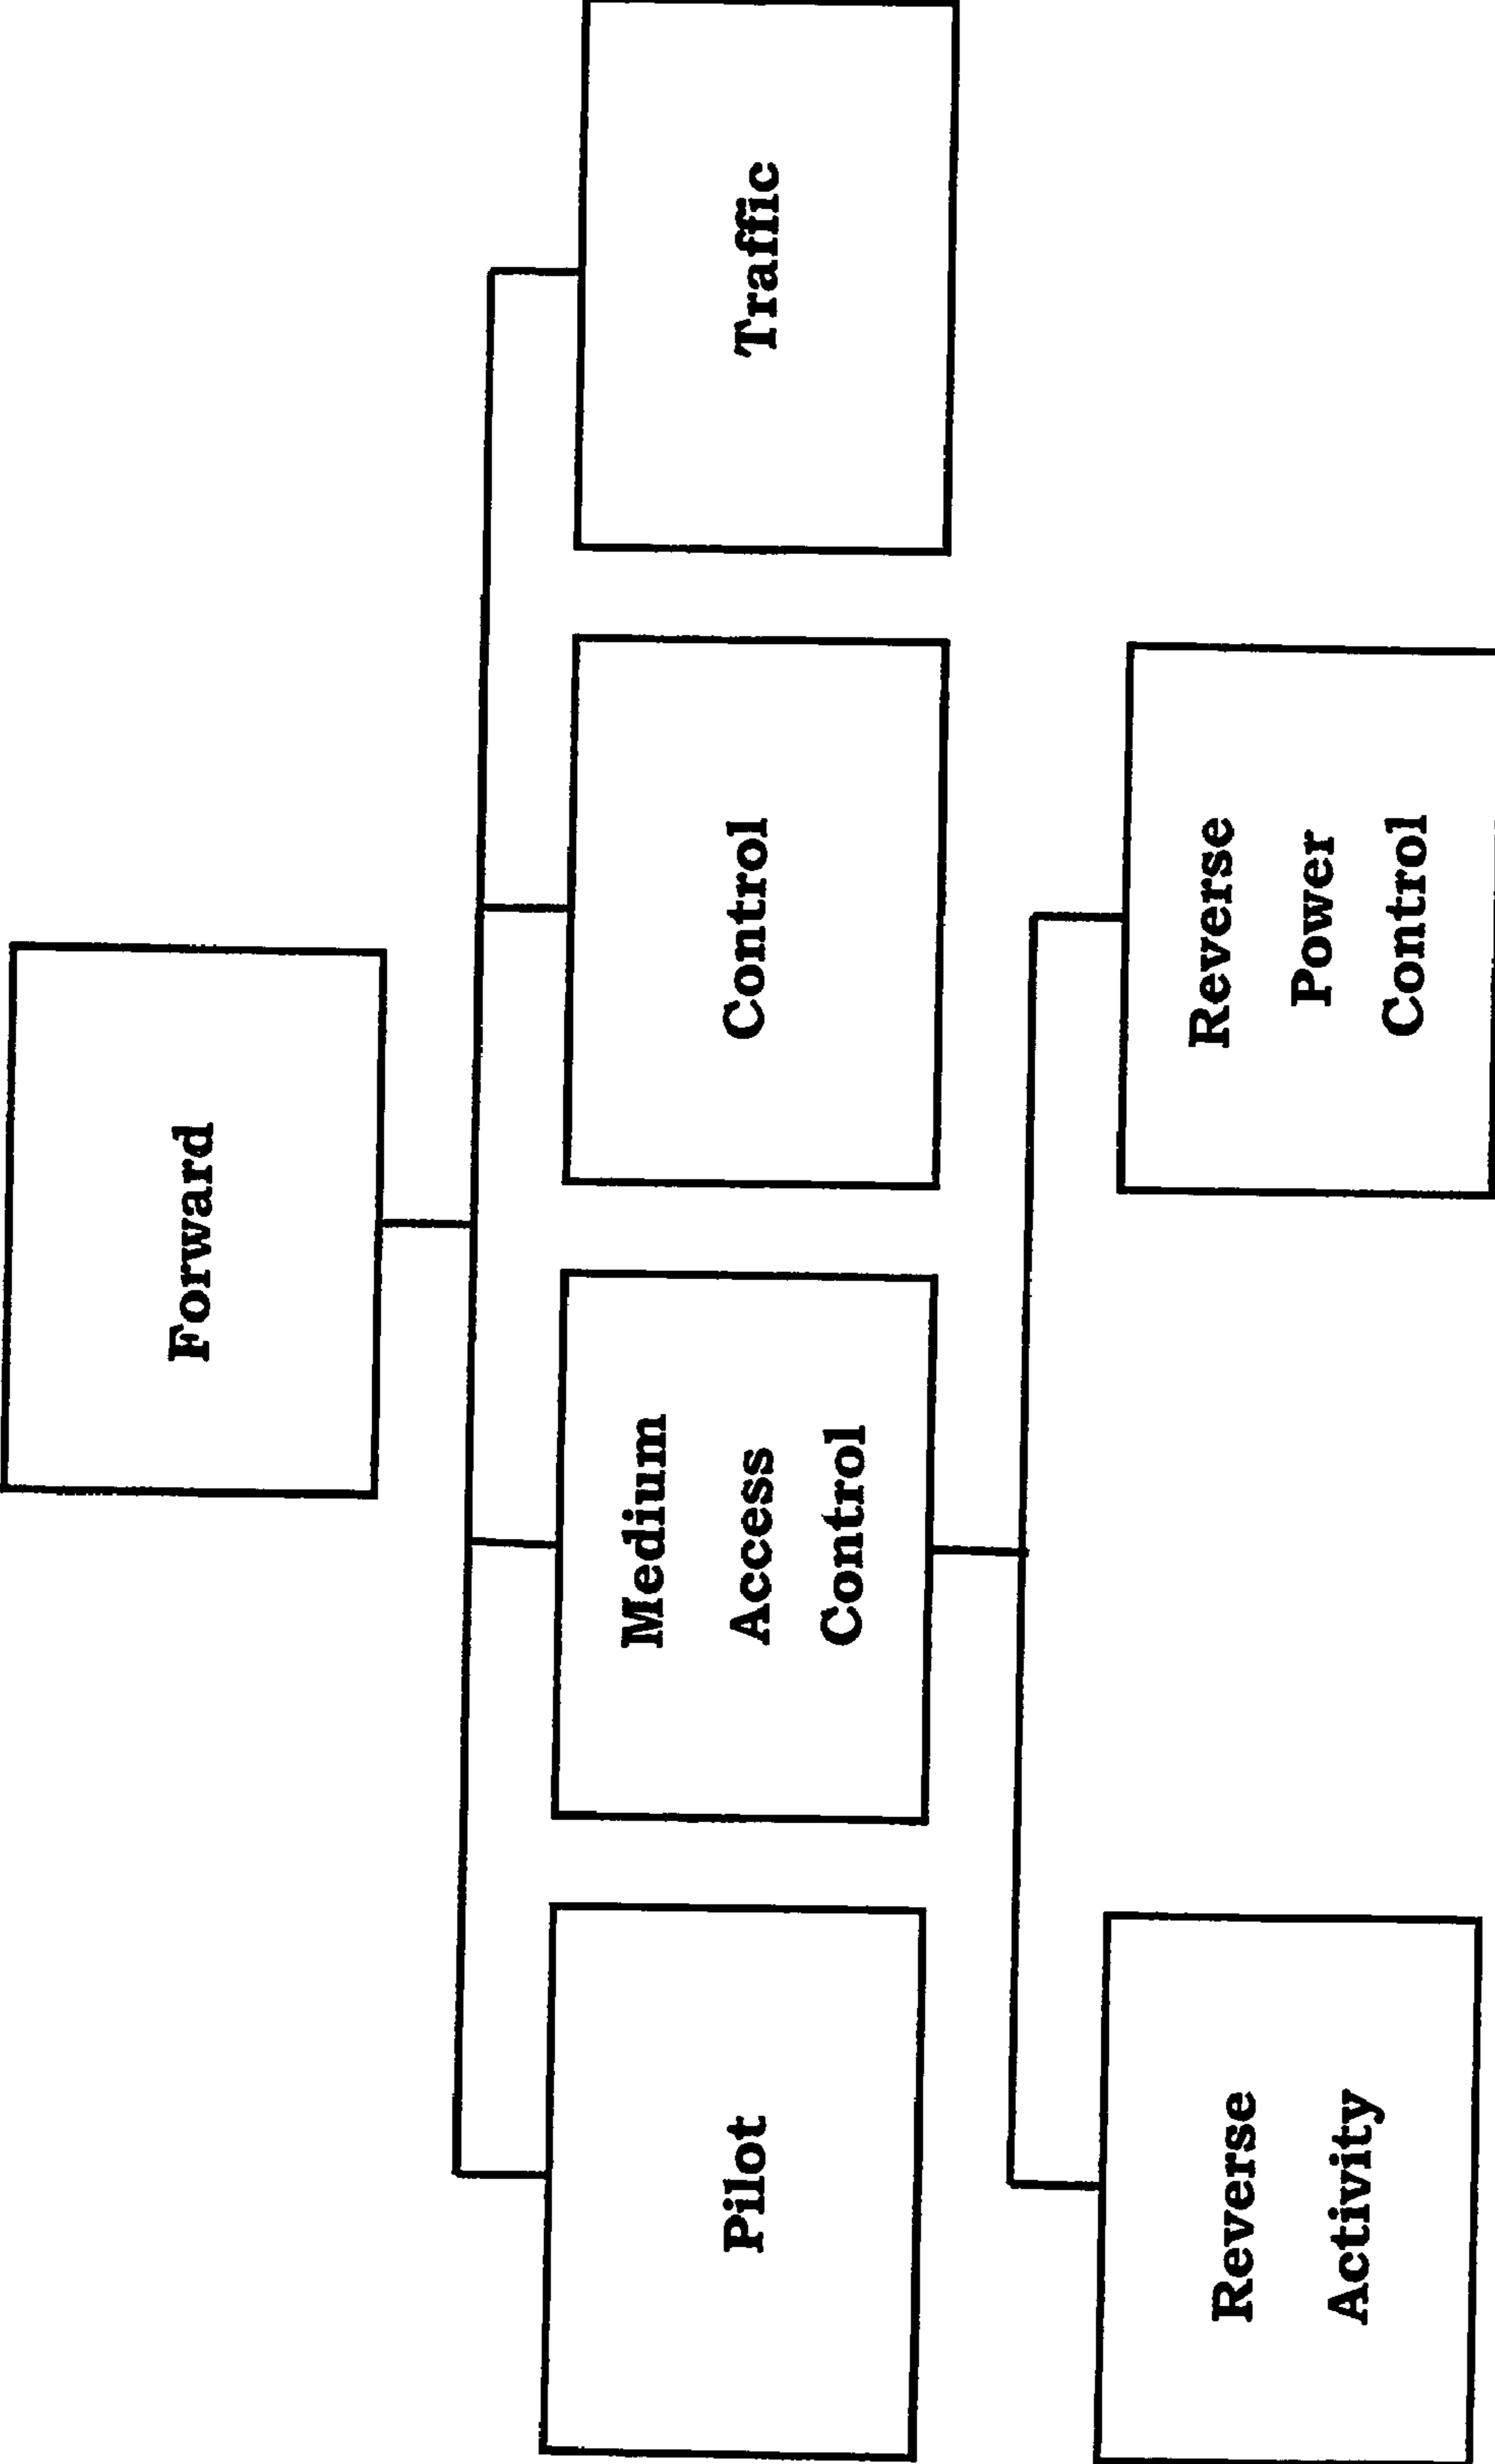 Forward
Pilot
Medium
Access
Control
Control
Traffic
Reverse
Activity
Reverse
Power
Control